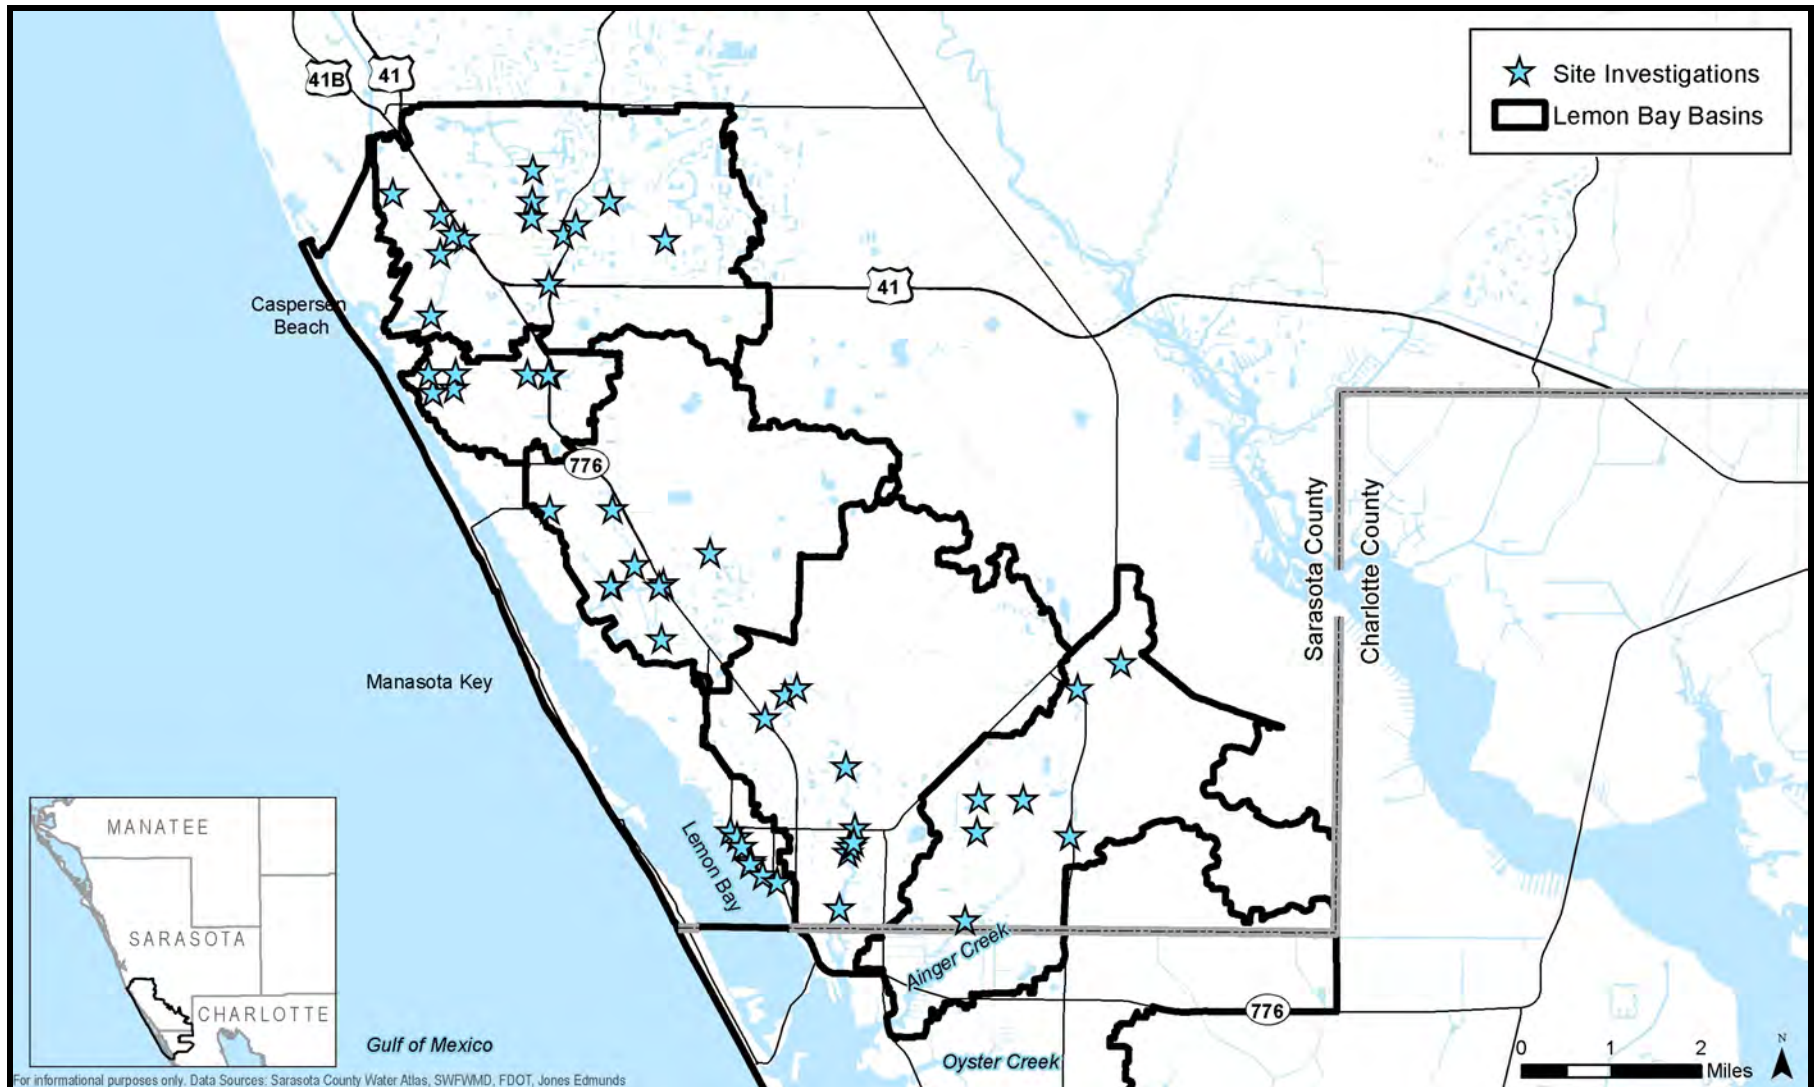 41B
41
Site Investigations
Lemon Bay Basins
41
Caspersen
Beach
776
Sarasota County
Charlotte County
Manasota Key
Lemon Bay
MANATEE
SARASOTA
CHARLOTTE
Ainger Creek
776
Gulf of Mexico
Oyster Creek
N
0 1 2
Miles
For informational purposes only. Data Sources: Sarasota County Water Atlas, SWFWMD, FDOT, Jones Edmunds